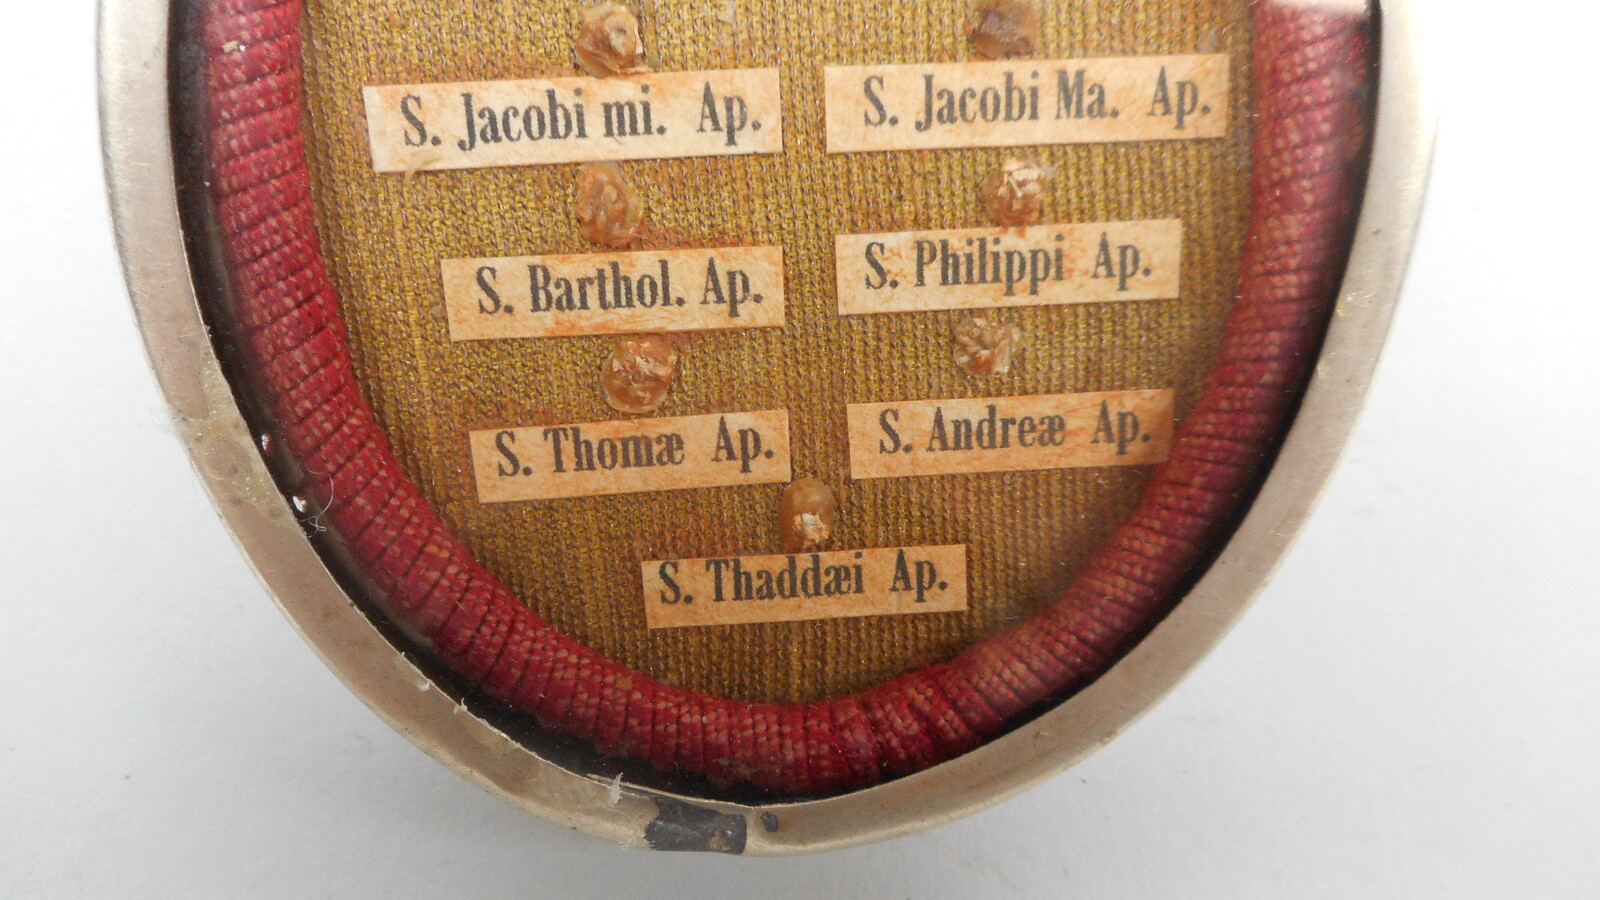 S. Jacobi mi. Ap.
S. Jacobi Ma. Ap.
S. Barthol. Ap.
S. Philippi Ap.
S. Thomæ Ap.
S. Andreæ Ap.
S. Thaddæi Ap.